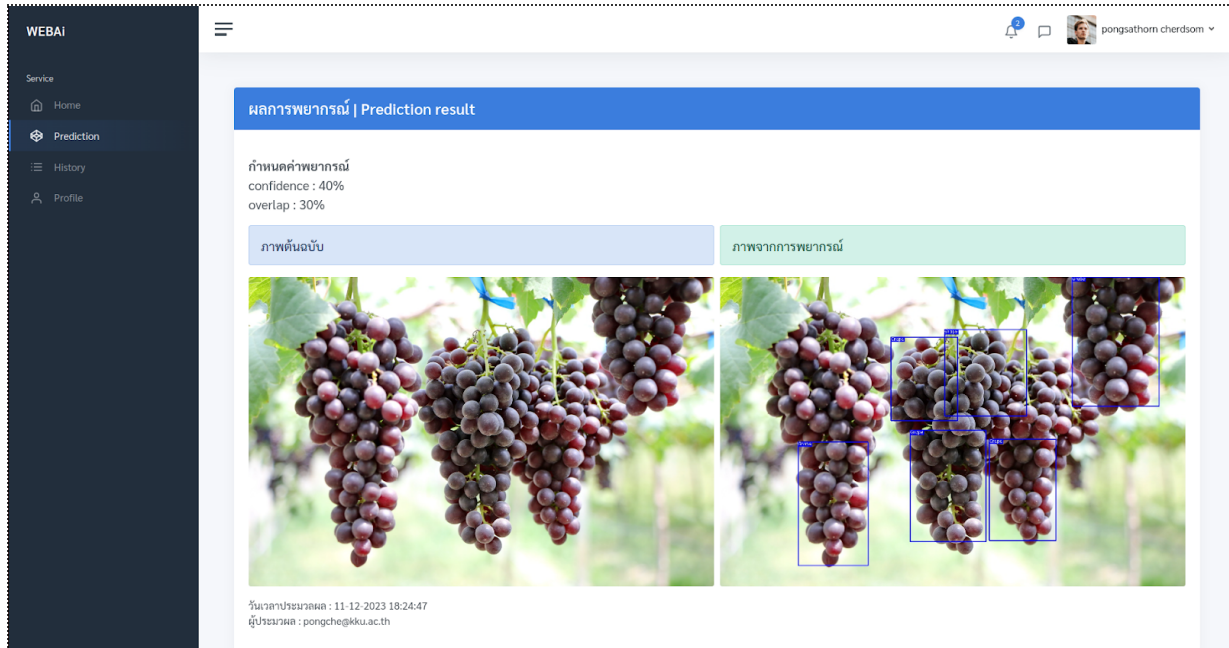 WEBAi
2
pongsathorn cherdsom
Service
Home
Prediction
History
Profile
ผลการพยากรณ์ | Prediction result
กำหนดค่าพยากรณ์
confidence : 40%
overlap : 30%
ภาพต้นฉบับ
ภาพจากการพยากรณ์
วันเวลาประมวลผล : 11-12-2023 18:24:47
ผู้ประมวผล : pongche@kku.ac.th